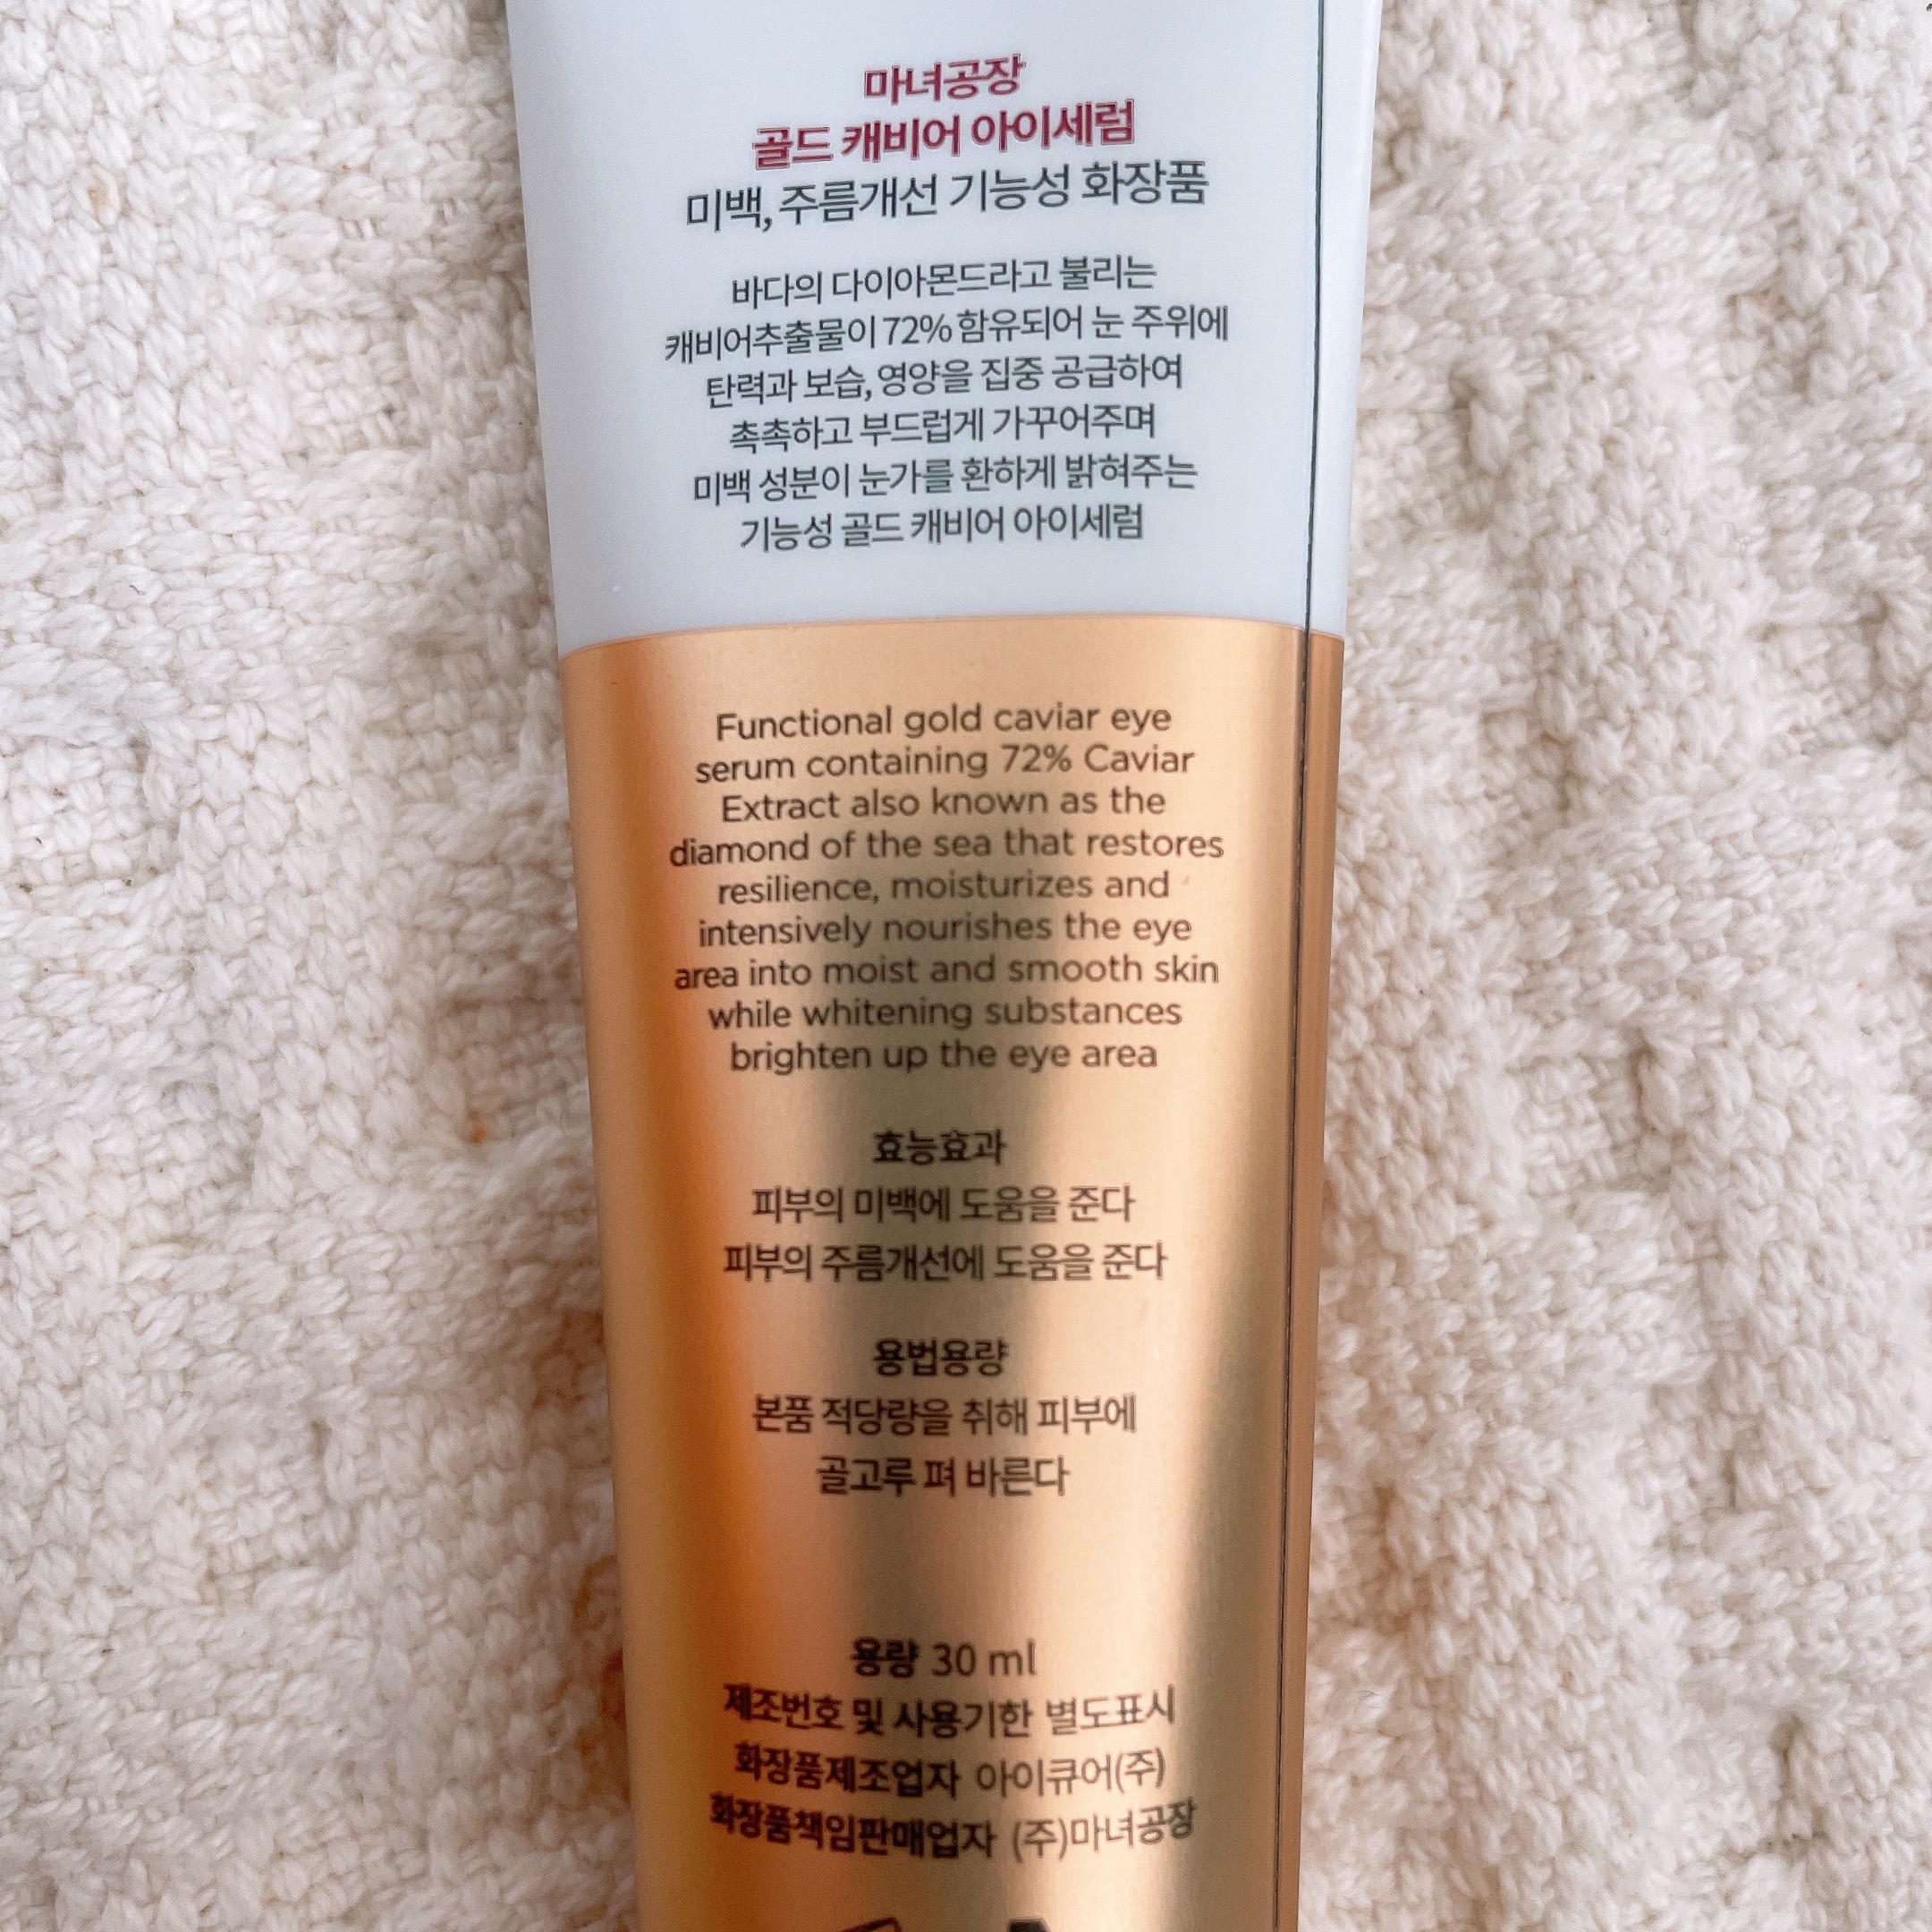 마녀공장
골드 캐비어 아이세럼
미백, 주름개선 기능성 화장품
바다의 다이아몬드라고 불리는
캐비어추출물이 72% 함유되어 눈 주위에
탄력과 보습, 영양을 집중 공급하여
촉촉하고 부드럽게 가꾸어주며
미백 성분이 눈가를 환하게 밝혀주는
기능성 골드 캐비어 아이세럼
Functional gold caviar eye
serum containing 72% Caviar
Extract also known as the
diamond of the sea that restores
resilience, moisturizes and
intensively nourishes the eye
area into moist and smooth skin
while whitening substances
brighten up the eye area
효능효과
피부의 미백에 도움을 준다
피부의 주름개선에 도움을 준다
용법용량
본품 적당량을 취해 피부에
골고루 펴 바른다
용량 30 ml
제조번호 및 사용기한 별도표시
화장품제조업자 아이큐어(주)
화장품책임판매업자 (주)마녀공장